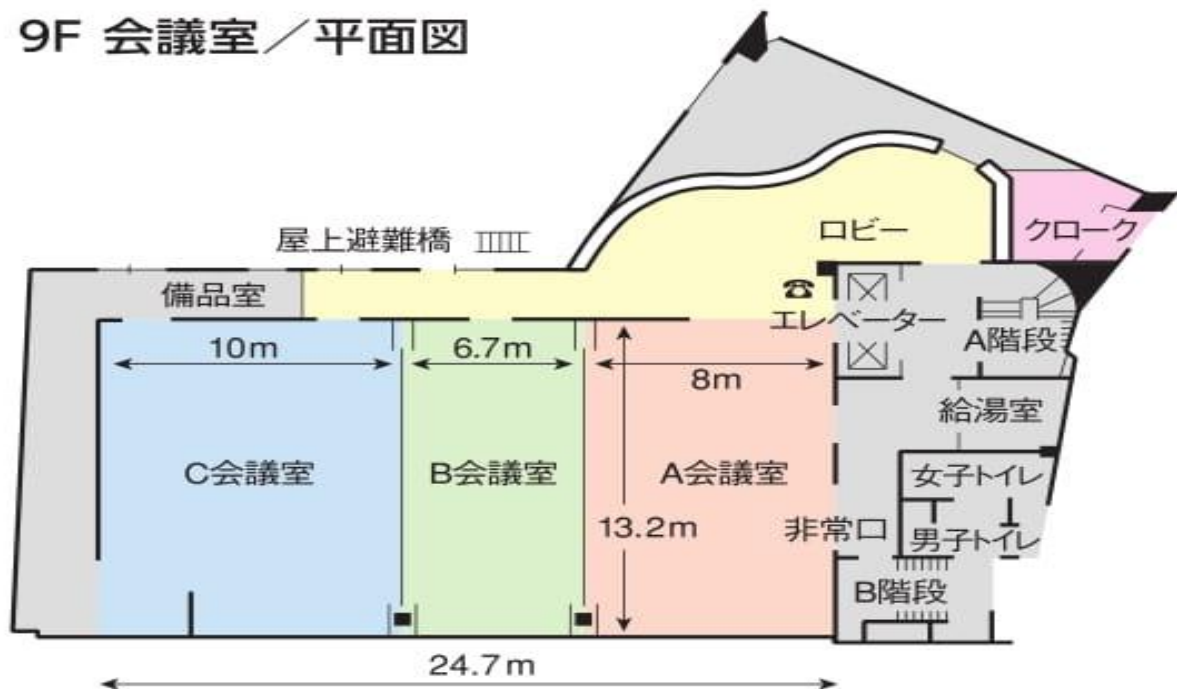 9F 会議室／平面図
ロビー
クローク
屋上避難橋
備品室
エレベーター
A階段
10m
6.7m
8m
給湯室
C会議室
B会議室
A会議室
女子トイレ
13.2m
非常口
男子トイレ
B階段
24.7m